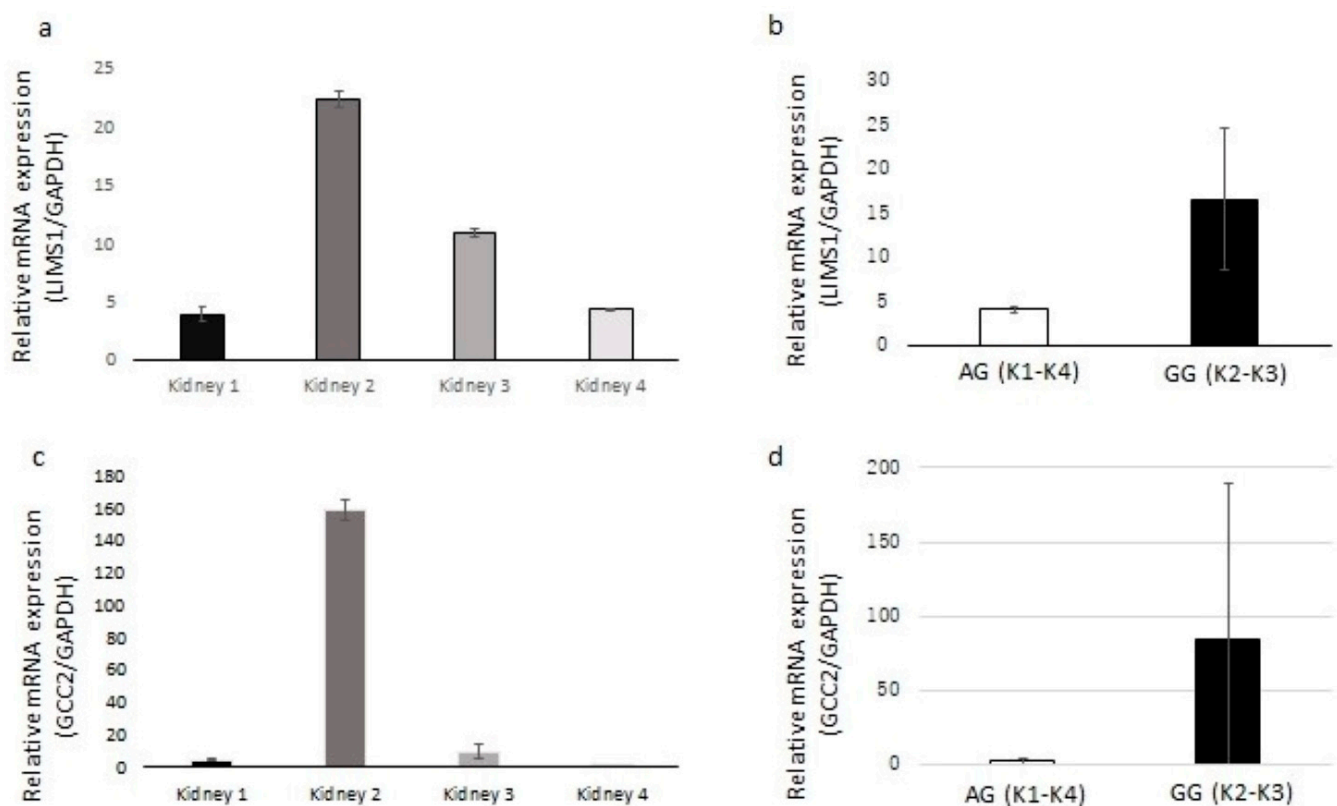 a
Relative mRNA expression
(LIMS1/GAPDH)
25
20
15
10
5
0
Kidney 1 Kidney 2 Kidney 3 Kidney 4
b
Relative mRNA expression
(LIMS1/GAPDH)
30
25
20
15
10
5
0
AG (K1-K4) GG (K2-K3)
c
Relative mRNA expression
(GCC2/GAPDH)
180
160
140
120
100
80
60
40
20
0
Kidney 1 Kidney 2 Kidney 3 Kidney 4
d
Relative mRNA expression
(GCC2/GAPDH)
200
150
100
50
0
AG (K1-K4) GG (K2-K3)